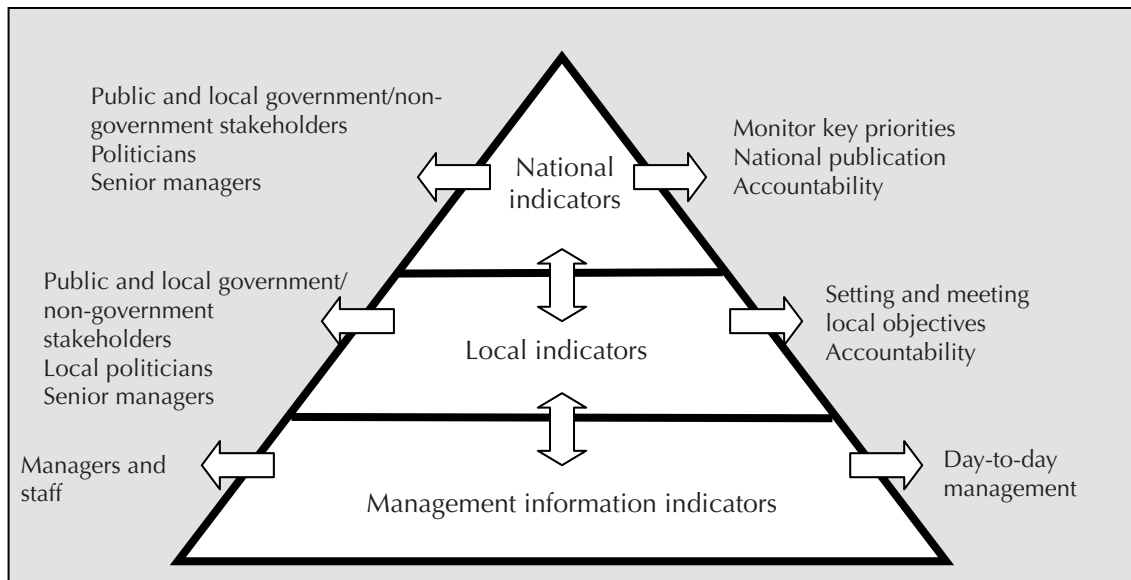 Public and local government/non-
government stakeholders
Politicians
Senior managers
National
indicators
Monitor key priorities
National publication
Accountability
Public and local government/
non-government
stakeholders
Local politicians
Senior managers
Local indicators
Setting and meeting
local objectives
Accountability
Managers and
staff
Management information indicators
Day-to-day
management